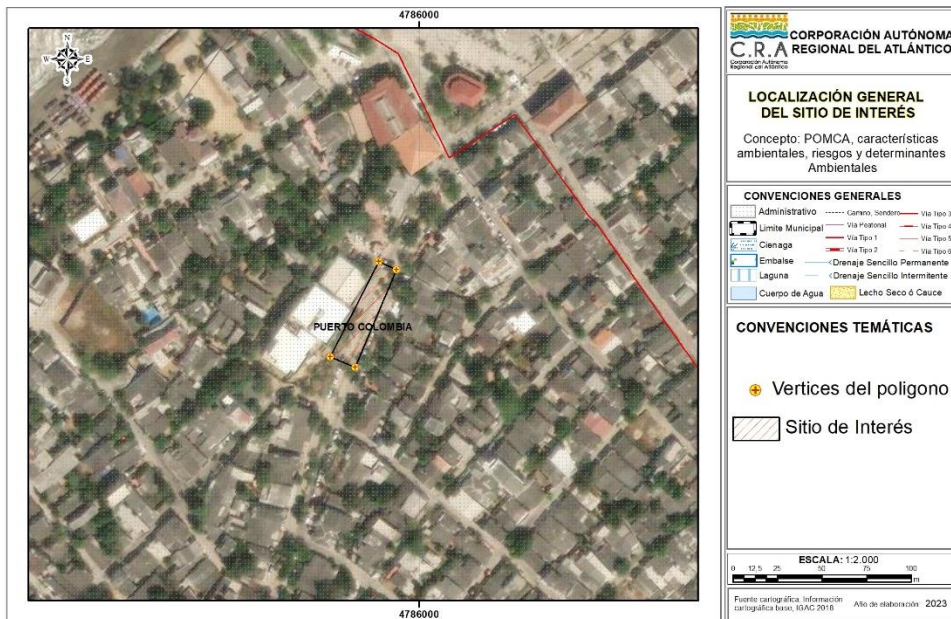 4786000
N
W E
S
PUERTO COLOMBIA
4786000
C.R.A
Corporación Autónoma
Regional del Atlántico
CORPORACIÓN AUTÓNOMA
REGIONAL DEL ATLÁNTICO
LOCALIZACIÓN GENERAL
DEL SITIO DE INTERÉS
Concepto: POMCA, características
ambientales, riesgos y determinantes
Ambientales
CONVENCIONES GENERALES
Administrativo
Limite Municipal
Cienaga
Embalse
Laguna
Cuerpo de Agua
Camino, Sendero
Vía Peatonal
Vía Tipo 1
Vía Tipo 2
Vía Tipo 3
Vía Tipo 4
Vía Tipo 5
Vía Tipo 6
Drenaje Sencillo Permanente
Drenaje Sencillo Intermitente
Lecho Seco ó Cauce
CONVENCIONES TEMÁTICAS
Vertices del poligono
Sitio de Interés
ESCALA: 1:2.000
0 12,5 25 50 75 100
m
Fuente cartográfica: Información
cartográfica base, IGAC 2018
Año de elaboración: 2023